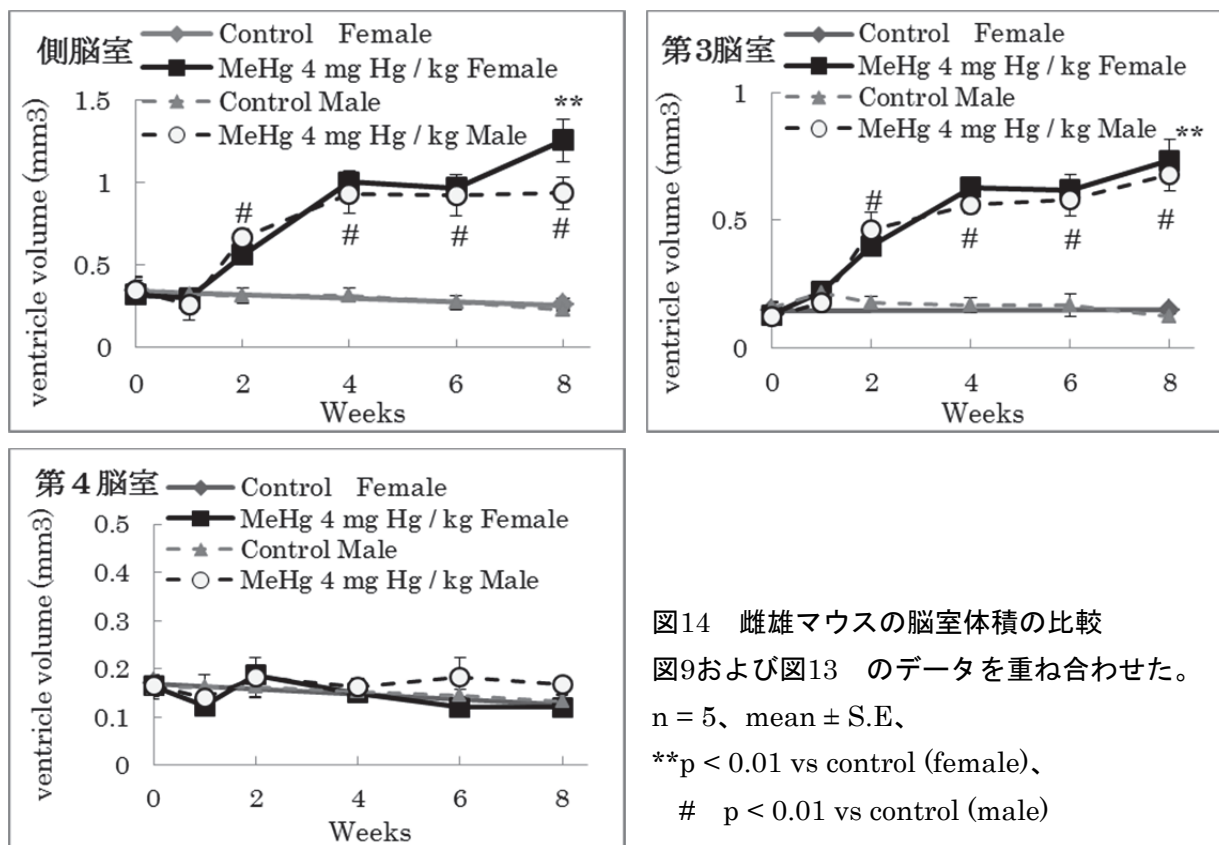 側脳室
Control Female
MeHg 4 mg Hg / kg Female
Control Male
MeHg 4 mg Hg / kg Male
ventricle volume (mm3)
1.5
1
0.5
0
**
#
#
#
#
0 2 4 6 8
Weeks
第3脳室
Control Female
MeHg 4 mg Hg / kg Female
Control Male
MeHg 4 mg Hg / kg Male
ventricle volume (mm3)
1
0.5
0
**
#
#
#
#
0 2 4 6 8
Weeks
第4脳室
Control Female
MeHg 4 mg Hg / kg Female
Control Male
MeHg 4 mg Hg / kg Male
ventricle volume (mm3)
0.5
0.4
0.3
0.2
0.1
0
0 2 4 6 8
Weeks
図14 雌雄マウスの脳室体積の比較
図9および図13 のデータを重ね合わせた。
n = 5、mean ± S.E、
**p < 0.01 vs control (female)、
# p < 0.01 vs control (male)